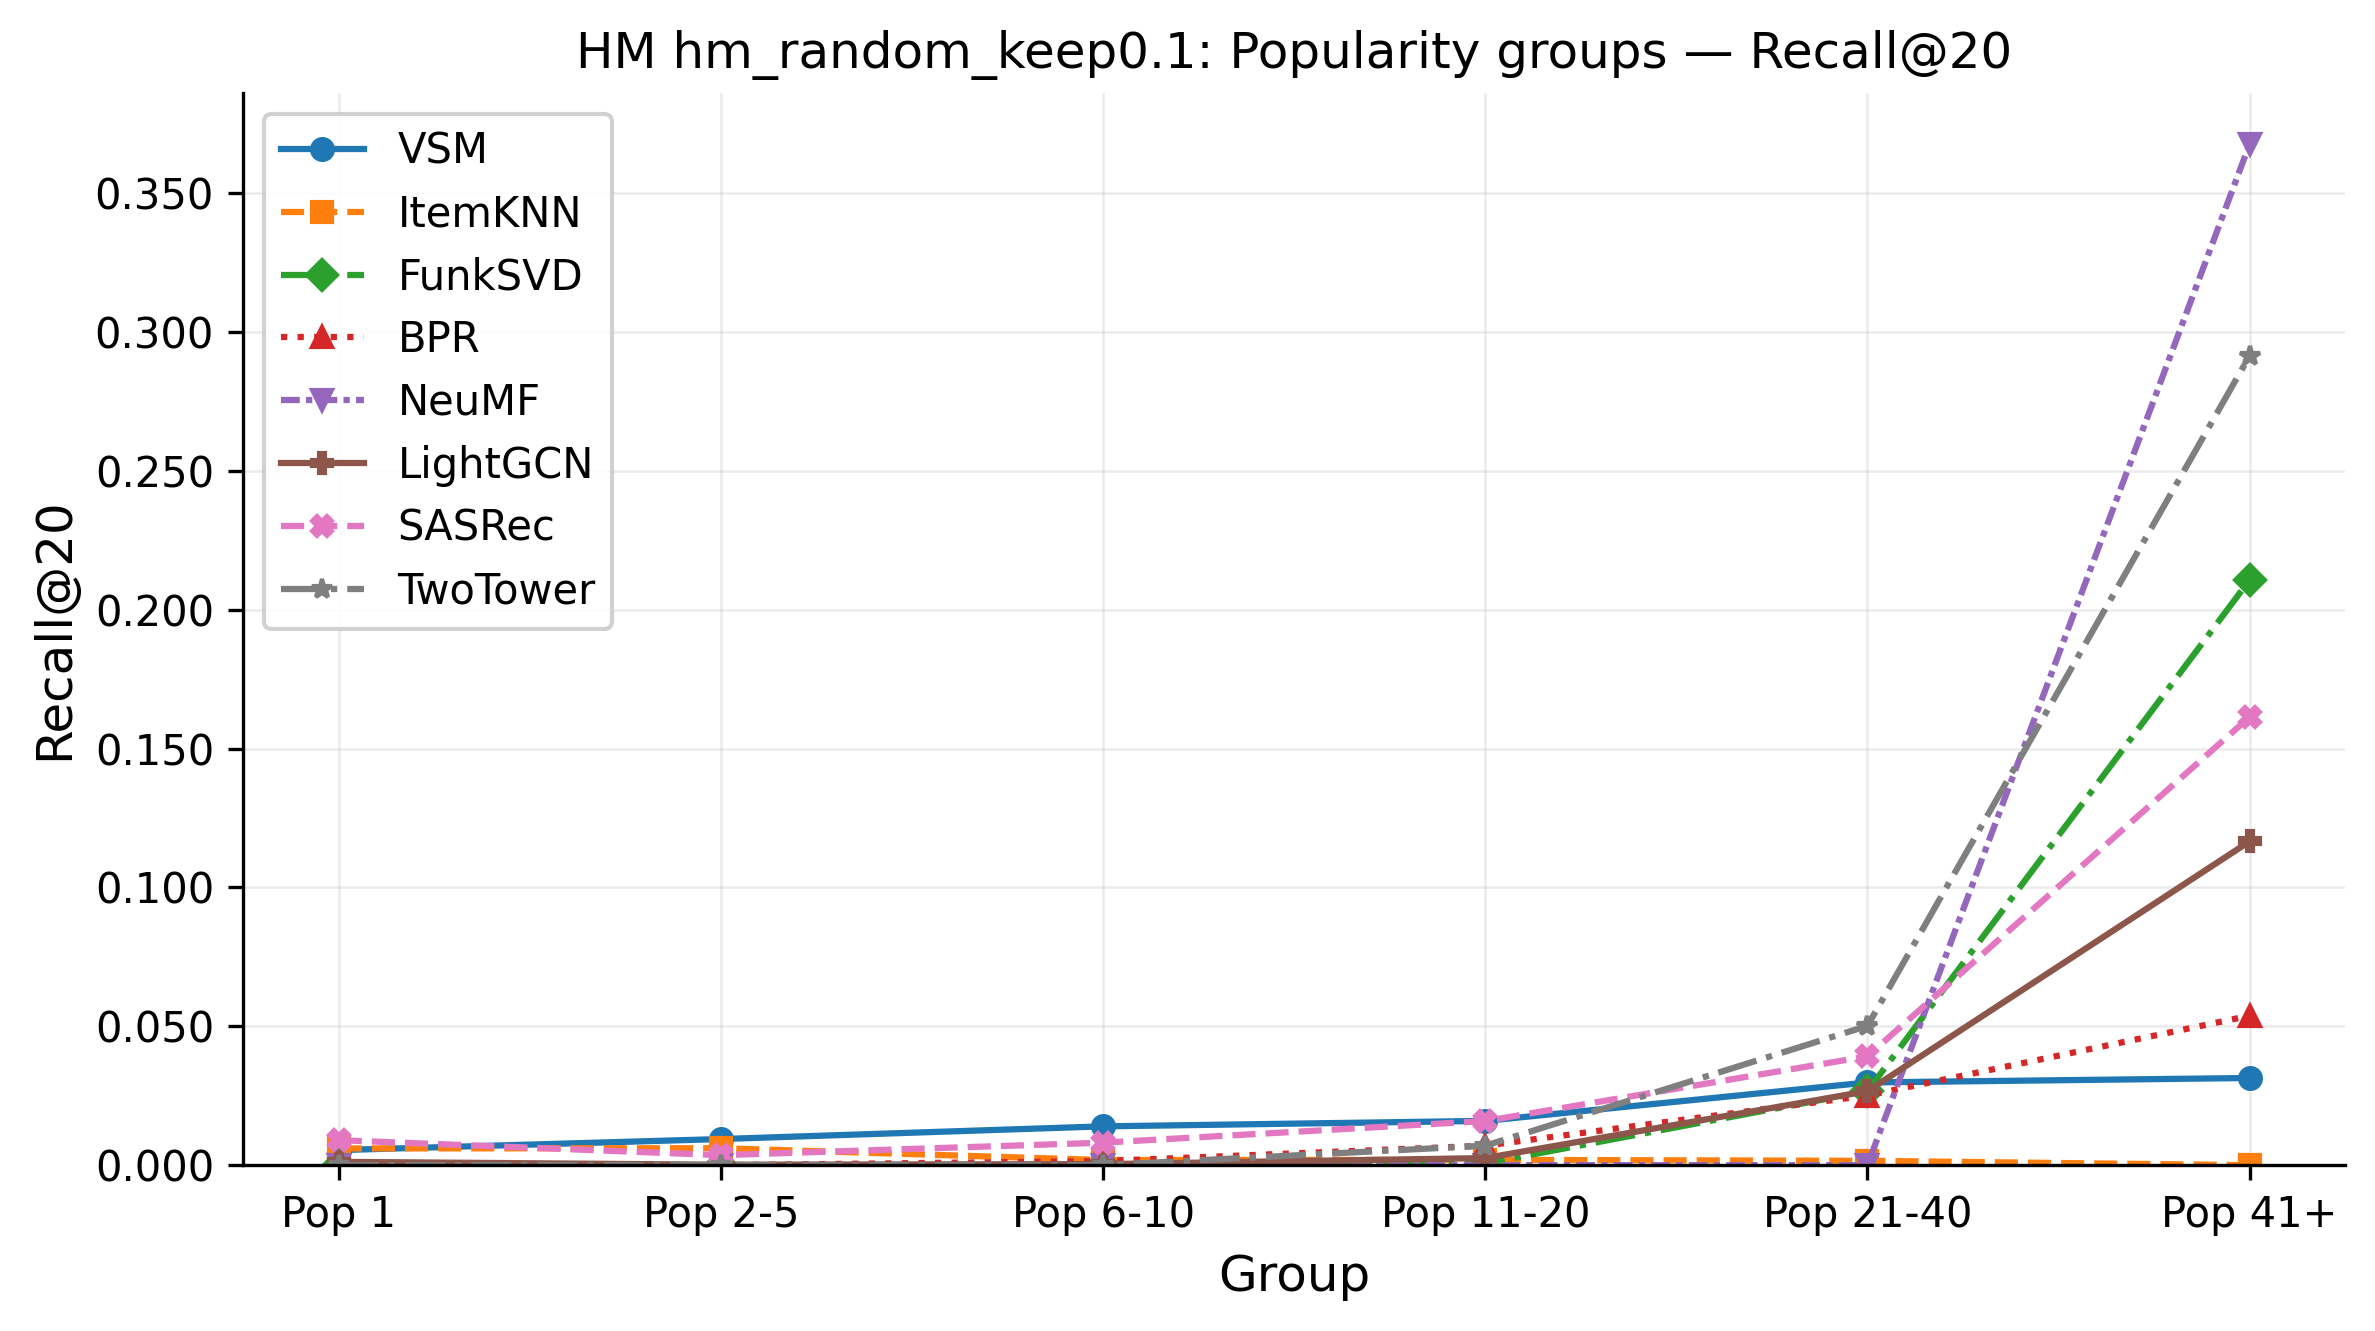 HM hm_random_keep0.1: Popularity groups — Recall@20
VSM
ItemKNN
FunkSVD
BPR
NeuMF
LightGCN
SASRec
TwoTower
Recall@20
0.350
0.300
0.250
0.200
0.150
0.100
0.050
0.000
Pop 1 Pop 2-5 Pop 6-10 Pop 11-20 Pop 21-40 Pop 41+
Group